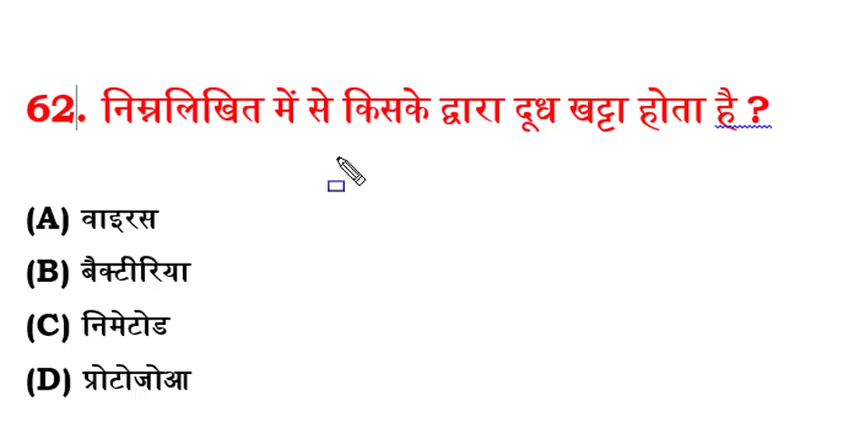 62. निम्नलिखित में से किसके द्वारा दूध खट्टा होता है ?
(A) वाइरस
(B) बैक्टीरिया
(C) निमेटोड
(D) प्रोटोजोआ